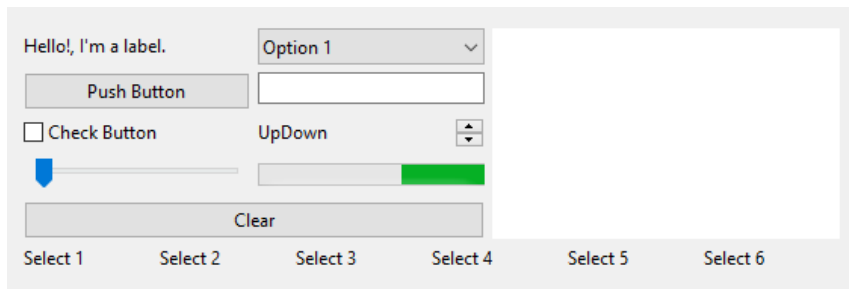 Hello!, I'm a label.
Option 1
Push Button
Check Button
UpDown
Clear
Select 1 Select 2 Select 3 Select 4 Select 5 Select 6